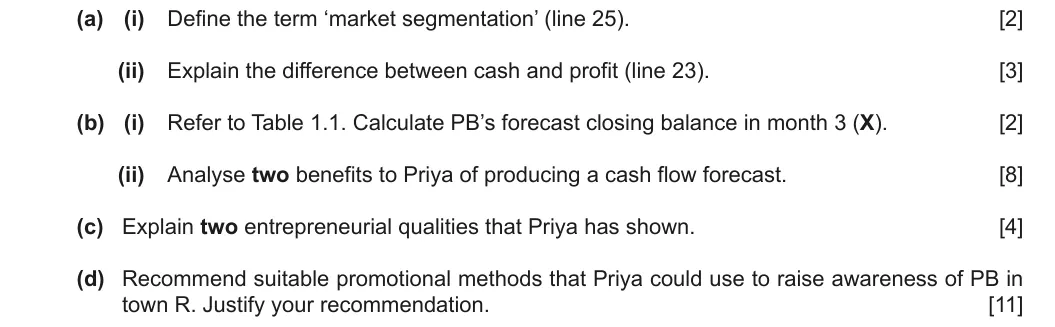 (a) (i) Define the term ‘market segmentation’ (line 25). [2]
(ii) Explain the difference between cash and profit (line 23). [3]
(b) (i) Refer to Table 1.1. Calculate PB’s forecast closing balance in month 3 (X). [2]
(ii) Analyse two benefits to Priya of producing a cash flow forecast. [8]
(c) Explain two entrepreneurial qualities that Priya has shown. [4]
(d) Recommend suitable promotional methods that Priya could use to raise awareness of PB in
town R. Justify your recommendation. [11]